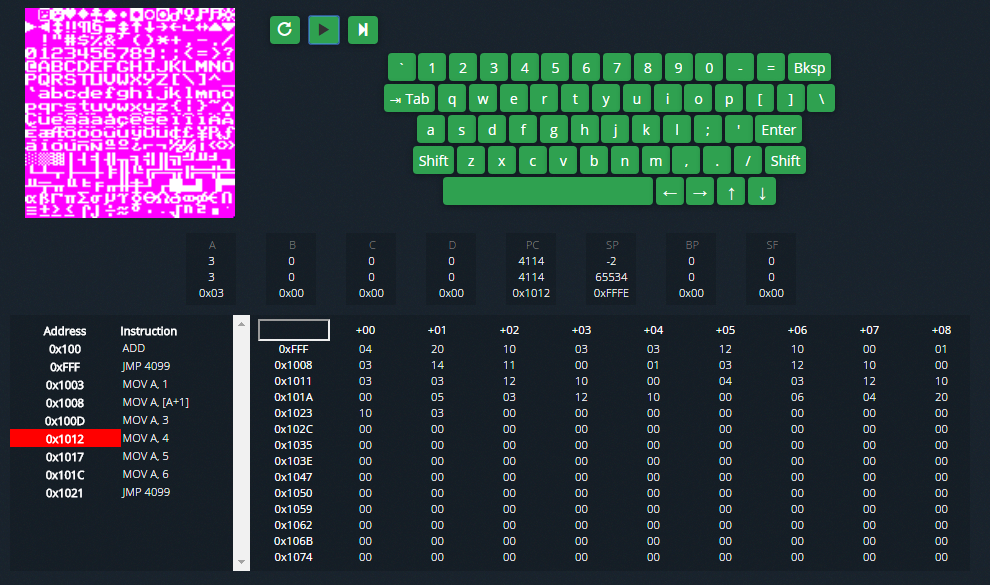 !"#$%&'()*+,-./
0123456789:;<=>?
@ABCDEFGHIJKLMNO
PQRSTUVWXYZ[\]^_
`abcdefghijklmno
pqrstuvwxyz{|}~⌂
ÇüéâäàåçêëèïîìÄÅ
` 1 2 3 4 5 6 7 8 9 0 - = Bksp
⇥ Tab q w e r t y u i o p [ ] \
a s d f g h j k l ; ' Enter
Shift z x c v b n m , . / Shift
← → ↑ ↓
A B C D PC SP BP SF
3 0 0 0 4114 -2 0 0
3 0 0 0 4114 65534 0 0
0x03 0x00 0x00 0x00 0x1012 0xFFFE 0x00 0x00
Address Instruction
0x100 ADD
0xFFF JMP 4099
0x1003 MOV A, 1
0x1008 MOV A, [A+1]
0x100D MOV A, 3
0x1012 MOV A, 4
0x1017 MOV A, 5
0x101C MOV A, 6
0x1021 JMP 4099
+00 +01 +02 +03 +04 +05 +06 +07 +08
0xFFF 04 20 10 03 03 12 10 00 01
0x1008 03 14 11 00 01 03 12 10 00
0x1011 03 03 12 10 00 04 03 12 10
0x101A 00 05 03 12 10 00 06 04 20
0x1023 10 03 00 00 00 00 00 00 00
0x102C 00 00 00 00 00 00 00 00 00
0x1035 00 00 00 00 00 00 00 00 00
0x103E 00 00 00 00 00 00 00 00 00
0x1047 00 00 00 00 00 00 00 00 00
0x1050 00 00 00 00 00 00 00 00 00
0x1059 00 00 00 00 00 00 00 00 00
0x1062 00 00 00 00 00 00 00 00 00
0x106B 00 00 00 00 00 00 00 00 00
0x1074 00 00 00 00 00 00 00 00 00